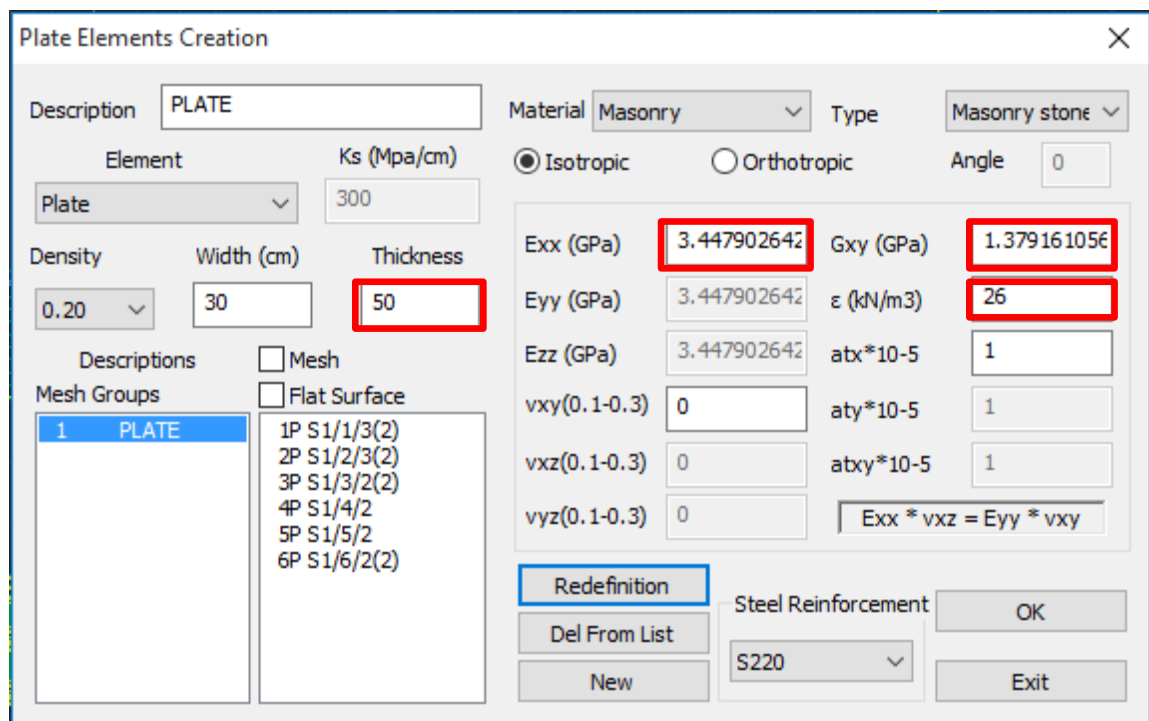 Plate Elements Creation
Description PLATE
Element Ks (Mpa/cm)
Plate 300
Density Width (cm) Thickness
0.20 30 50
Descriptions Mesh
Mesh Groups Flat Surface
1 PLATE
1P S1/1/3(2)
2P S1/2/3(2)
3P S1/3/2(2)
4P S1/4/2
5P S1/5/2
6P S1/6/2(2)
Material Masonry Type Masonry stone
Isotropic Orthotropic Angle 0
Exx (GPa) 3.447902642 Gxy (GPa) 1.379161056
Eyy (GPa) 3.447902642 ε (kN/m3) 26
Ezz (GPa) 3.447902642 atx*10-5 1
vxy(0.1-0.3) 0 aty*10-5 1
vxz(0.1-0.3) 0 atxy*10-5 1
vyz(0.1-0.3) 0 Exx * vxz = Eyy * vxy
Redefinition
Del From List
New
Steel Reinforcement
S220
OK
Exit